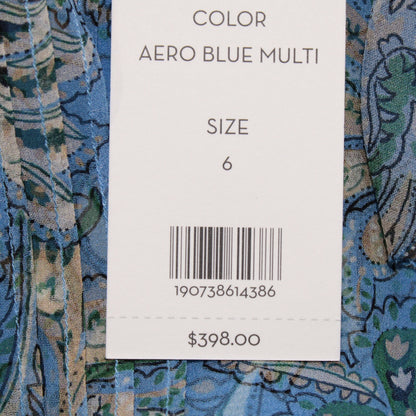 COLOR
AERO BLUE MULTI
SIZE
6
190738614386
$398.00